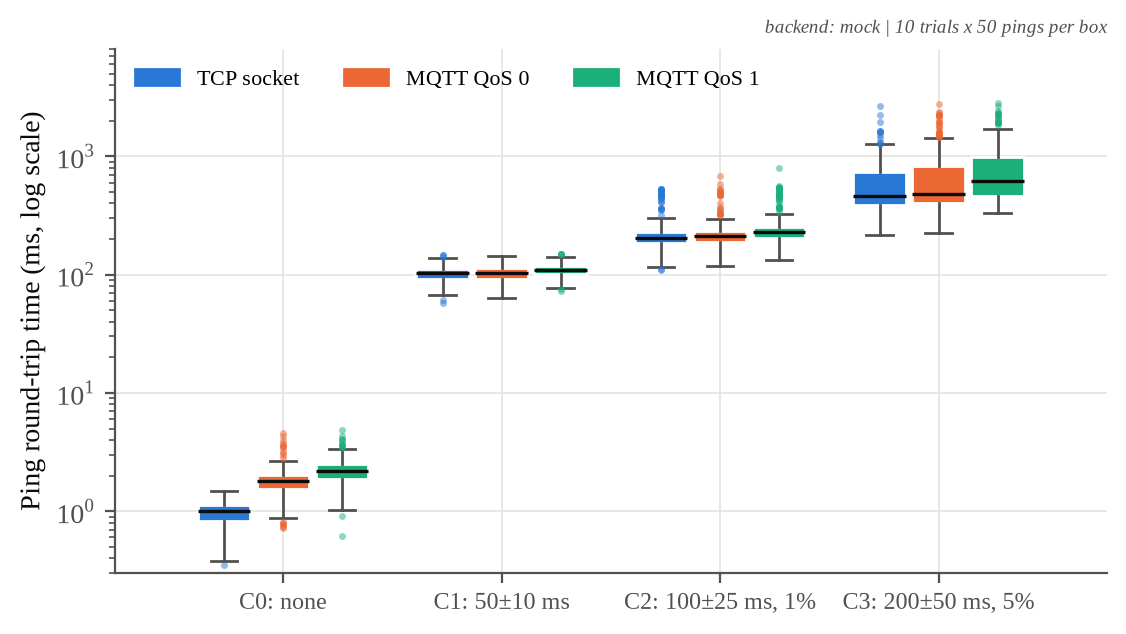 backend: mock | 10 trials x 50 pings per box
TCP socket
MQTT QoS 0
MQTT QoS 1
Ping round-trip time (ms, log scale)
10³
10²
10¹
10⁰
C0: none
C1: 50±10 ms
C2: 100±25 ms, 1%
C3: 200±50 ms, 5%